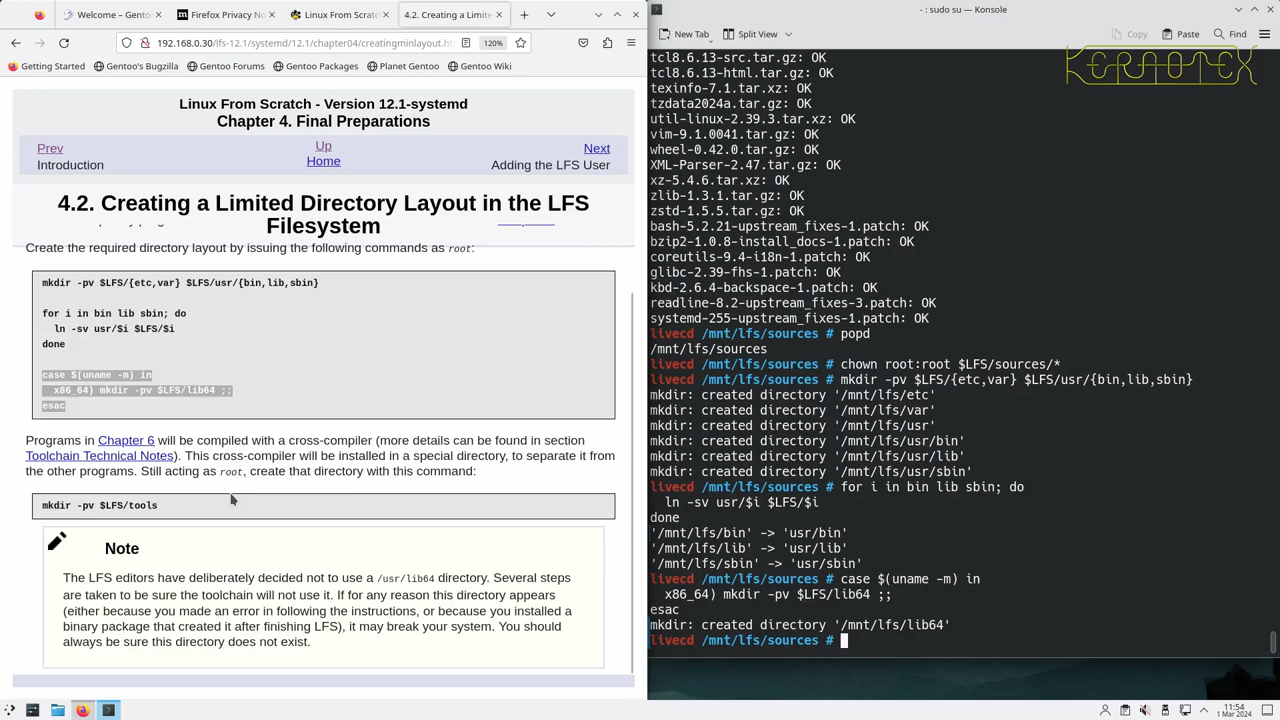 Welcome – Gentoo
Firefox Privacy No
Linux From Scratch
4.2. Creating a Limite
192.168.0.30/lfs-12.1/systemd/12.1/chapter04/creatingminlayout.h
120%
Getting Started
Gentoo's Bugzilla
Gentoo Forums
Gentoo Packages
Planet Gentoo
Gentoo Wiki
Linux From Scratch - Version 12.1-systemd
Chapter 4. Final Preparations
Prev
Up
Next
Introduction
Home
Adding the LFS User
4.2. Creating a Limited Directory Layout in the LFS
Filesystem
Create the required directory layout by issuing the following commands as root:
mkdir -pv $LFS/{etc,var} $LFS/usr/{bin,lib,sbin}
for i in bin lib sbin; do
  ln -sv usr/$i $LFS/$i
done
case $(uname -m) in
  x86_64) mkdir -pv $LFS/lib64 ;;
esac
Programs in Chapter 6 will be compiled with a cross-compiler (more details can be found in section
Toolchain Technical Notes). This cross-compiler will be installed in a special directory, to separate it from
the other programs. Still acting as root, create that directory with this command:
mkdir -pv $LFS/tools
Note
The LFS editors have deliberately decided not to use a /usr/lib64 directory. Several steps
are taken to be sure the toolchain will not use it. If for any reason this directory appears
(either because you made an error in following the instructions, or because you installed a
binary package that created it after finishing LFS), it may break your system. You should
always be sure this directory does not exist.
- : sudo su — Konsole
New Tab
Split View
Copy
Paste
Find
KERNOTEX
tcl8.6.13-src.tar.gz: OK
tcl8.6.13-html.tar.gz: OK
texinfo-7.1.tar.xz: OK
tzdata2024a.tar.gz: OK
util-linux-2.39.3.tar.xz: OK
vim-9.1.0041.tar.gz: OK
wheel-0.42.0.tar.gz: OK
XML-Parser-2.47.tar.gz: OK
xz-5.4.6.tar.xz: OK
zlib-1.3.1.tar.gz: OK
zstd-1.5.5.tar.gz: OK
bash-5.2.21-upstream_fixes-1.patch: OK
bzip2-1.0.8-install_docs-1.patch: OK
coreutils-9.4-i18n-1.patch: OK
glibc-2.39-fhs-1.patch: OK
kbd-2.6.4-backspace-1.patch: OK
readline-8.2-upstream_fixes-3.patch: OK
systemd-255-upstream_fixes-1.patch: OK
livecd /mnt/lfs/sources # popd
/mnt/lfs/sources
livecd /mnt/lfs/sources # chown root:root $LFS/sources/*
livecd /mnt/lfs/sources # mkdir -pv $LFS/{etc,var} $LFS/usr/{bin,lib,sbin}
mkdir: created directory '/mnt/lfs/etc'
mkdir: created directory '/mnt/lfs/var'
mkdir: created directory '/mnt/lfs/usr'
mkdir: created directory '/mnt/lfs/usr/bin'
mkdir: created directory '/mnt/lfs/usr/lib'
mkdir: created directory '/mnt/lfs/usr/sbin'
livecd /mnt/lfs/sources # for i in bin lib sbin; do
  ln -sv usr/$i $LFS/$i
done
'/mnt/lfs/bin' -> 'usr/bin'
'/mnt/lfs/lib' -> 'usr/lib'
'/mnt/lfs/sbin' -> 'usr/sbin'
livecd /mnt/lfs/sources # case $(uname -m) in
  x86_64) mkdir -pv $LFS/lib64 ;;
esac
mkdir: created directory '/mnt/lfs/lib64'
livecd /mnt/lfs/sources #
11:54
1 Mar 2024